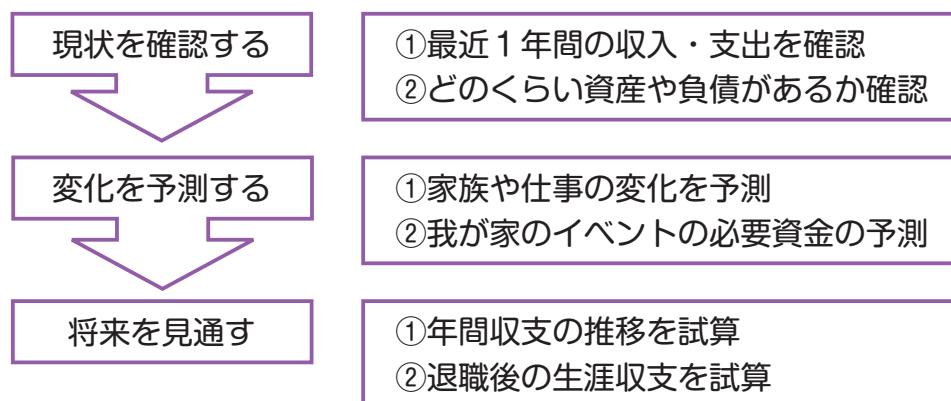 現状を確認する
①最近１年間の収入・支出を確認
②どのくらい資産や負債があるか確認
変化を予測する
①家族や仕事の変化を予測
②我が家のイベントの必要資金の予測
将来を見通す
①年間収支の推移を試算
②退職後の生涯収支を試算